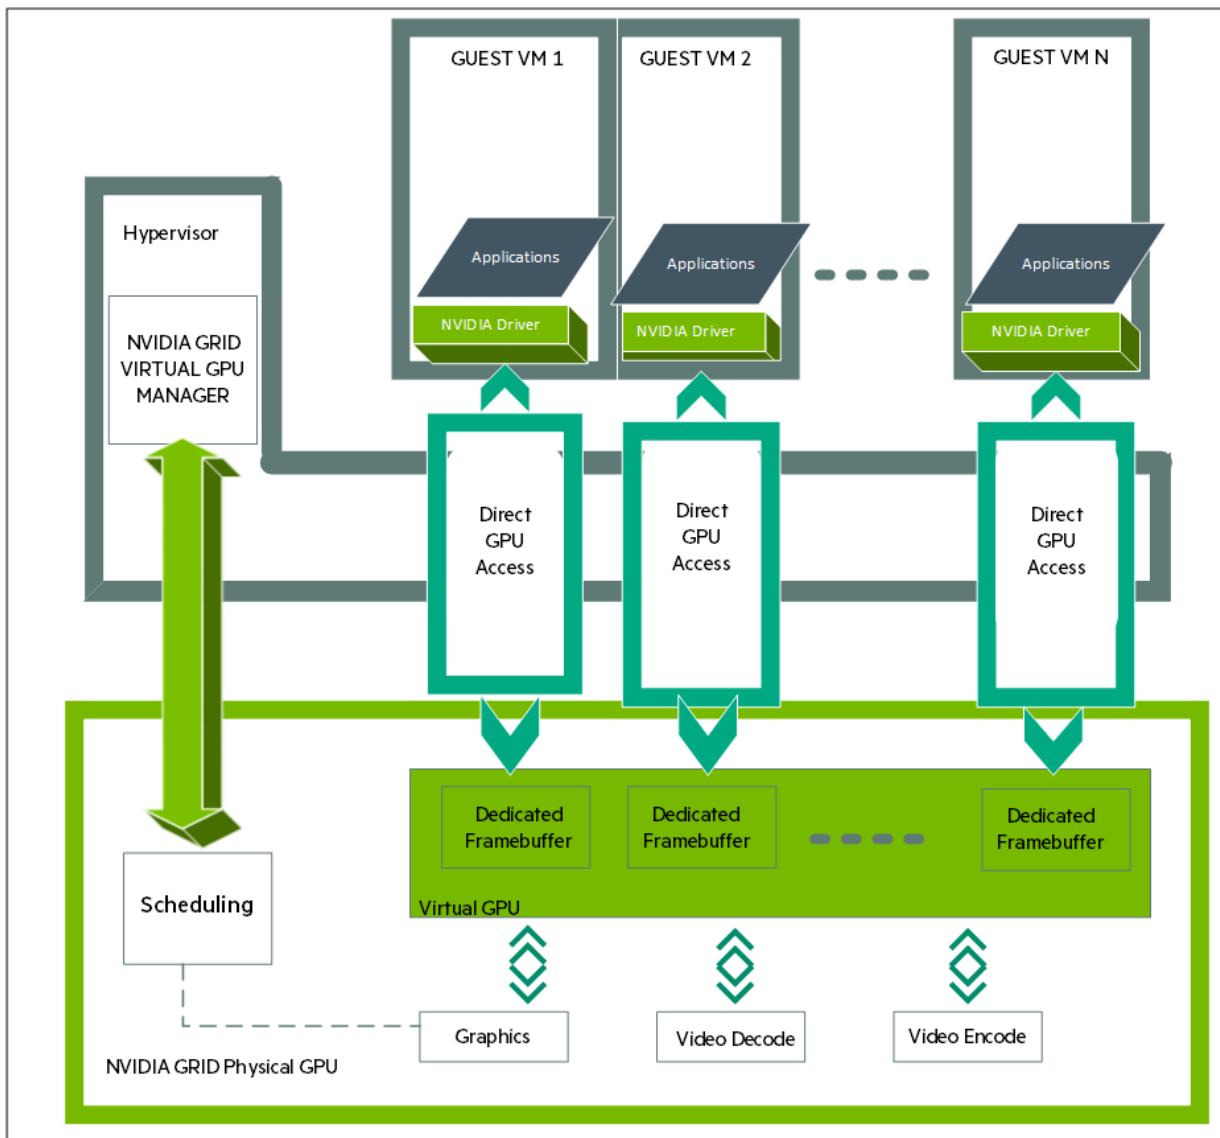 GUEST VM 1
GUEST VM 2
GUEST VM N
Hypervisor
Applications
Applications
Applications
NVIDIA Driver
NVIDIA Driver
NVIDIA Driver
NVIDIA GRID
VIRTUAL GPU
MANAGER
Direct
GPU
Access
Direct
GPU
Access
Direct
GPU
Access
Dedicated
Framebuffer
Dedicated
Framebuffer
Dedicated
Framebuffer
Scheduling
Virtual GPU
Graphics
Video Decode
Video Encode
NVIDIA GRID Physical GPU